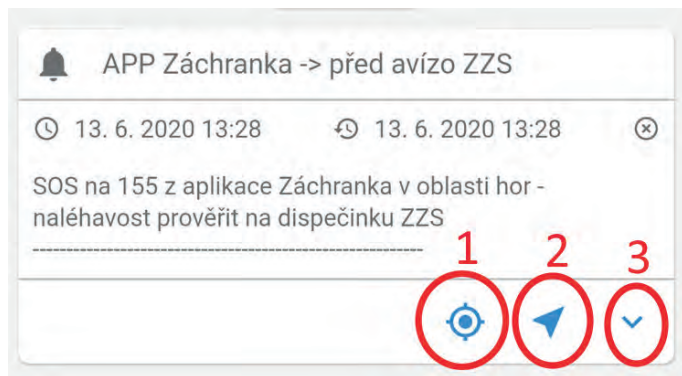 APP Záchranka -> před avízo ZZS
13. 6. 2020 13:28 13. 6. 2020 13:28
SOS na 155 z aplikace Záchranka v oblasti hor -
naléhavost prověřit na dispečinku ZZS
------------------------------------------------------
1 2 3